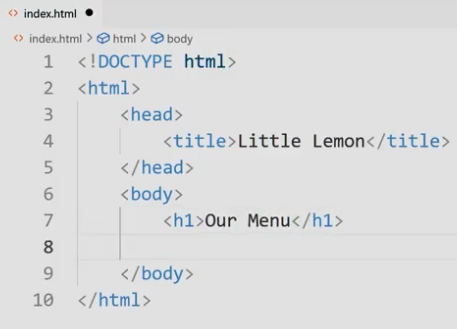 index.html
index.html > html > body
1 <!DOCTYPE html>
2 <html>
3 <head>
4 <title>Little Lemon</title>
5 </head>
6 <body>
7 <h1>Our Menu</h1>
8
9 </body>
10 </html>